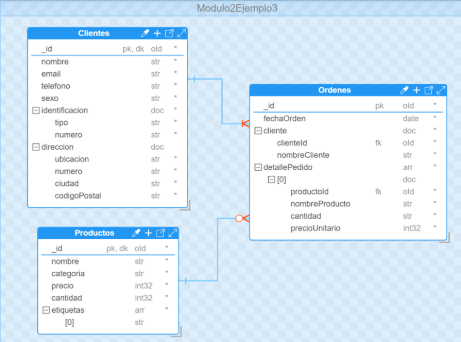 Modulo2Ejemplo3
Clientes
_id pk, dk oId *
nombre str *
email str *
telefono str *
sexo str *
identificacion doc *
tipo str *
numero str *
direccion doc *
ubicacion str *
numero str *
ciudad str *
codigoPostal str *
Ordenes
_id pk oId *
fechaOrden date *
cliente doc *
clienteId fk oId *
nombreCliente str *
detallePedido arr *
[0] doc
productoId fk oId *
nombreProducto str *
cantidad str *
precioUnitario int32 *
Productos
_id pk, dk oId *
nombre str *
categoria str *
precio int32 *
cantidad int32 *
etiquetas arr *
[0] str